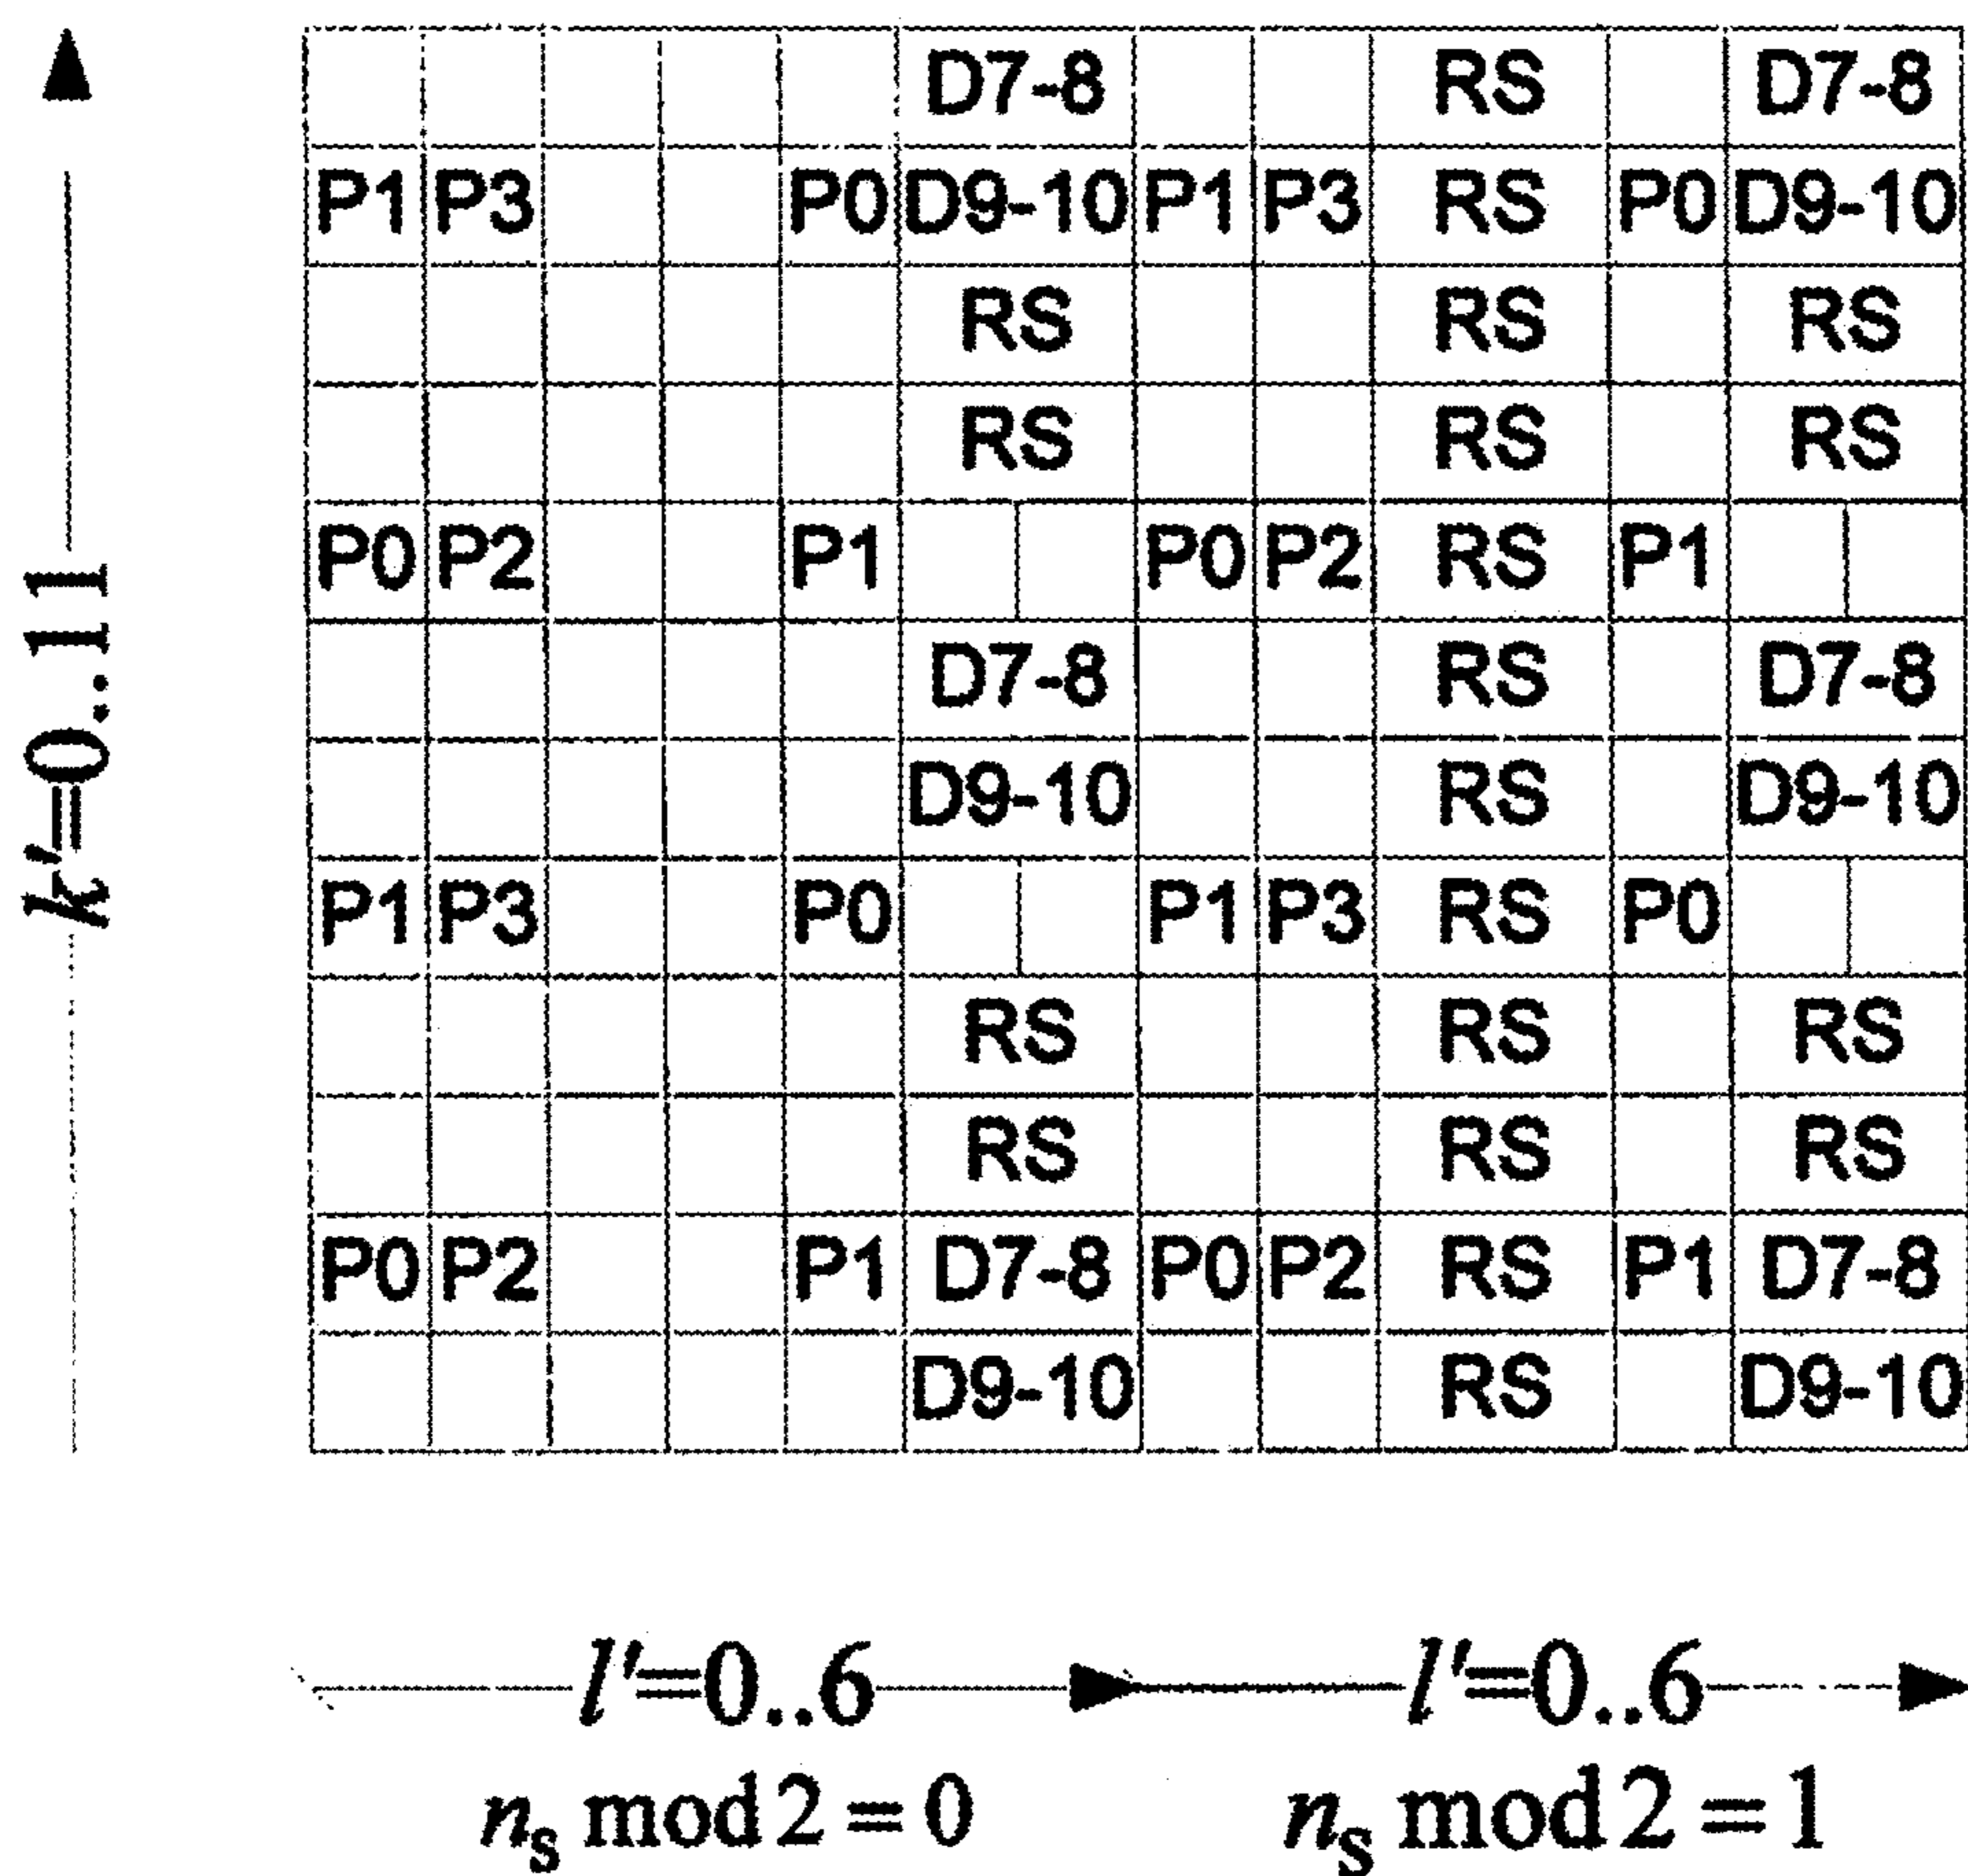 D7-8 RS D7-8
P1 P3 P0 D9-10 P1 P3 RS P0 D9-10
RS RS RS
RS RS RS
P0 P2 P1 P0 P2 RS P1
D7-8 RS D7-8
D9-10 RS D9-10
P1 P3 P0 P1 P3 RS P0
RS RS RS
RS RS RS
P0 P2 P1 D7-8 P0 P2 RS P1 D7-8
D9-10 RS D9-10
k'=0..11
l'=0..6 l'=0..6
nₛ mod 2 = 0 nₛ mod 2 = 1